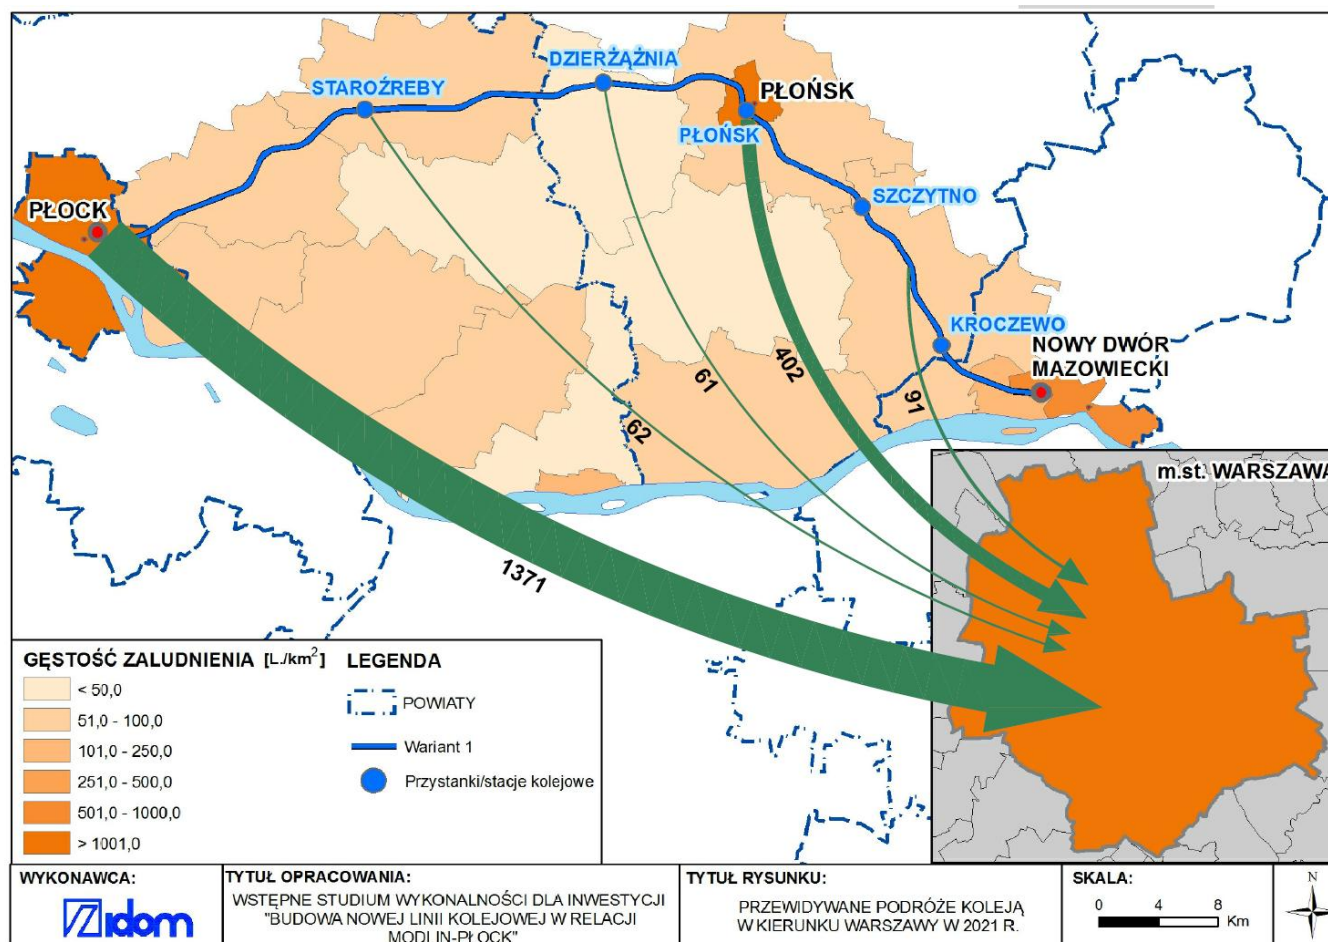 DZIERŻĄŻNIA
STAROŹREBY
PŁOŃSK
PŁOŃSK
SZCZYTNO
PŁOCK
KROCZEWO
NOWY DWÓR
MAZOWIECKI
402
61
91
62
1371
m.st. WARSZAWA
GĘSTOŚĆ ZALUDNIENIA [L./km²]
< 50,0
51,0 - 100,0
101,0 - 250,0
251,0 - 500,0
501,0 - 1000,0
> 1001,0
LEGENDA
POWIATY
Wariant 1
Przystanki/stacje kolejowe
WYKONAWCA:
idom
TYTUŁ OPRACOWANIA:
WSTĘPNE STUDIUM WYKONALNOŚCI DLA INWESTYCJI
"BUDOWA NOWEJ LINII KOLEJOWEJ W RELACJI
MODLIN-PŁOCK"
TYTUŁ RYSUNKU:
PRZEWIDYWANE PODRÓŻE KOLEJĄ
W KIERUNKU WARSZAWY W 2021 R.
SKALA:
0 4 8
Km
N